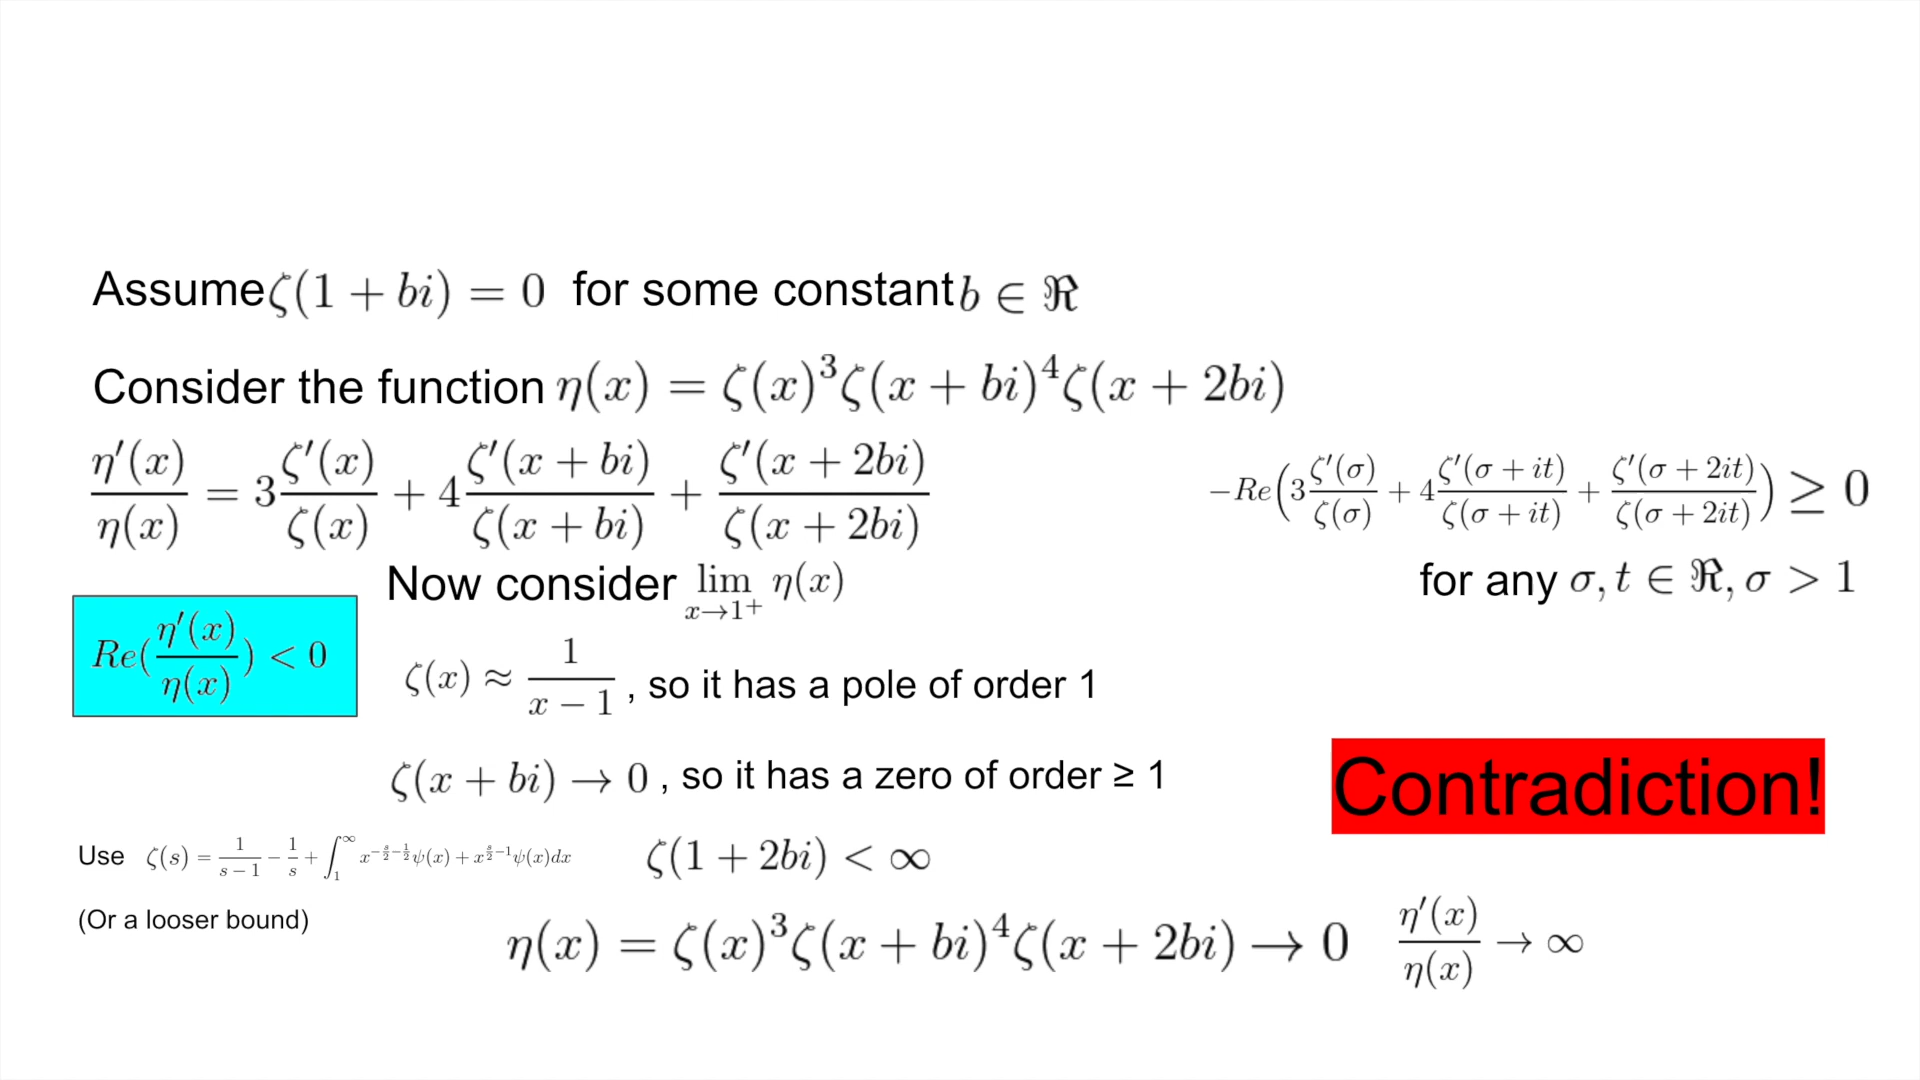 Assume ζ(1 + bi) = 0 for some constant b ∈ ℜ
Consider the function η(x) = ζ(x)³ζ(x + bi)⁴ζ(x + 2bi)
η′(x)/η(x) = 3 ζ′(x)/ζ(x) + 4 ζ′(x + bi)/ζ(x + bi) + ζ′(x + 2bi)/ζ(x + 2bi)
−Re(3 ζ′(σ)/ζ(σ) + 4 ζ′(σ + it)/ζ(σ + it) + ζ′(σ + 2it)/ζ(σ + 2it)) ≥ 0
for any σ, t ∈ ℜ, σ > 1
Now consider lim x→1⁺ η(x)
Re(η′(x)/η(x)) < 0
ζ(x) ≈ 1/(x − 1) , so it has a pole of order 1
ζ(x + bi) → 0 , so it has a zero of order ≥ 1
Contradiction!
Use ζ(s) = 1/(s − 1) − 1/s + ∫₁^∞ x^(−s/2−1/2)ψ(x) + x^(s/2−1)ψ(x)dx
ζ(1 + 2bi) < ∞
(Or a looser bound)
η(x) = ζ(x)³ζ(x + bi)⁴ζ(x + 2bi) → 0
η′(x)/η(x) → ∞